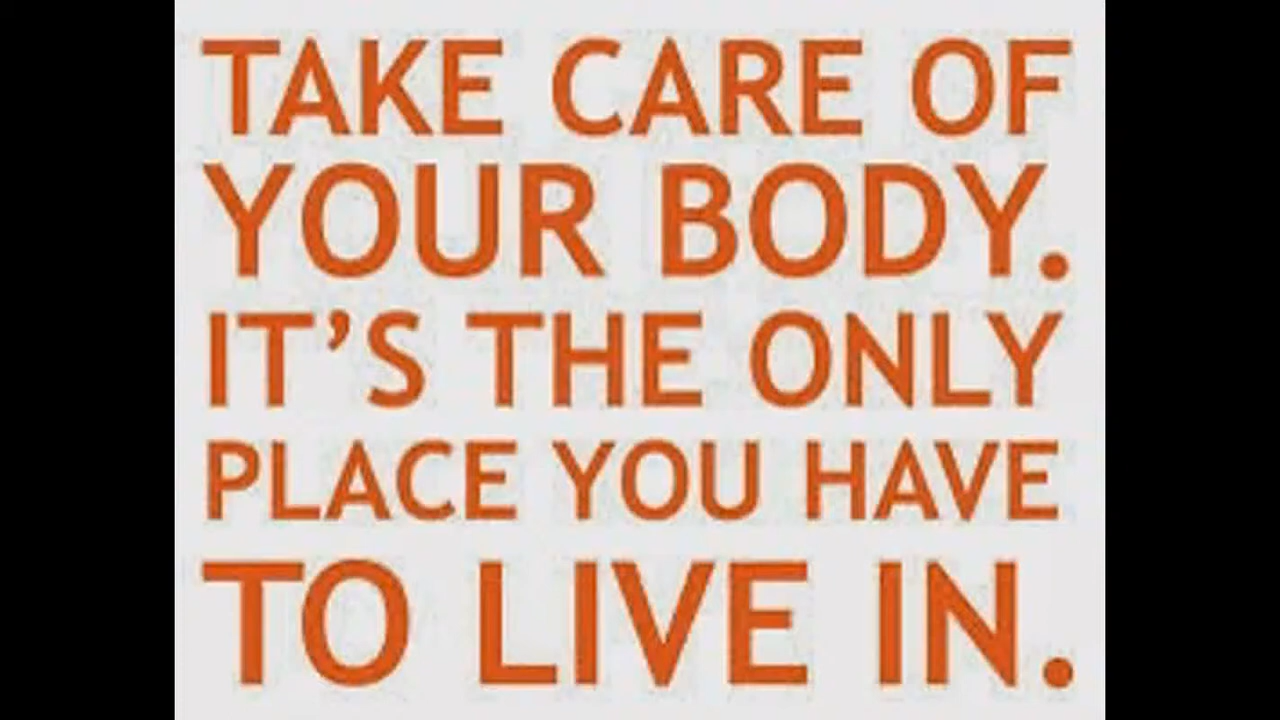 TAKE CARE OF
YOUR BODY.
IT’S THE ONLY
PLACE YOU HAVE
TO LIVE IN.